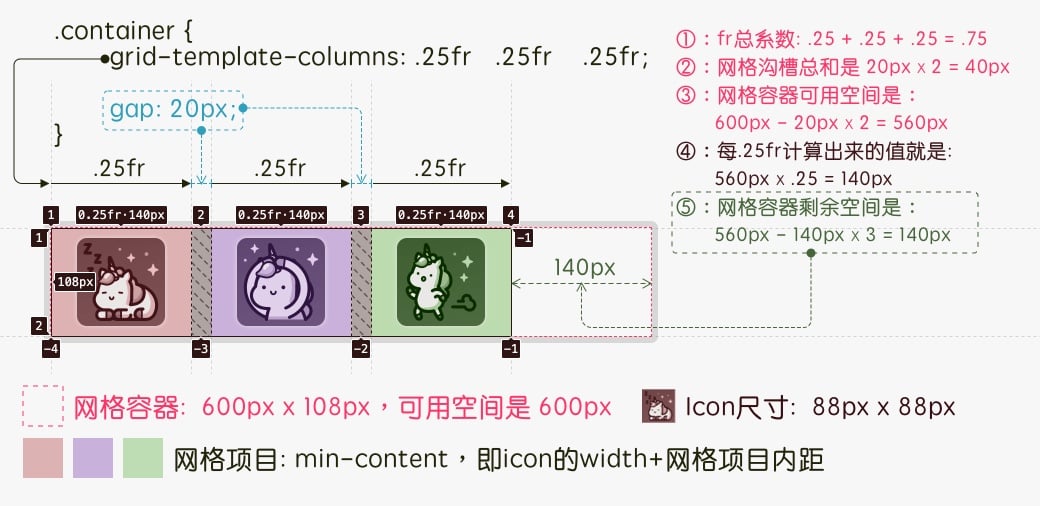 .container {
grid-template-columns: .25fr .25fr .25fr;
gap: 20px;
}
.25fr .25fr .25fr
①：fr总系数: .25 + .25 + .25 = .75
②：网格沟槽总和是 20px x 2 = 40px
③：网格容器可用空间是：
600px - 20px x 2 = 560px
④：每.25fr计算出来的值就是:
560px x .25 = 140px
⑤：网格容器剩余空间是：
560px - 140px x 3 = 140px
1 0.25fr·140px 2 0.25fr·140px 3 0.25fr·140px 4
1 -1
z z z
108px
140px
2
-4 -3 -2 -1
网格容器: 600px x 108px，可用空间是 600px
Icon尺寸: 88px x 88px
网格项目: min-content，即icon的width+网格项目内距